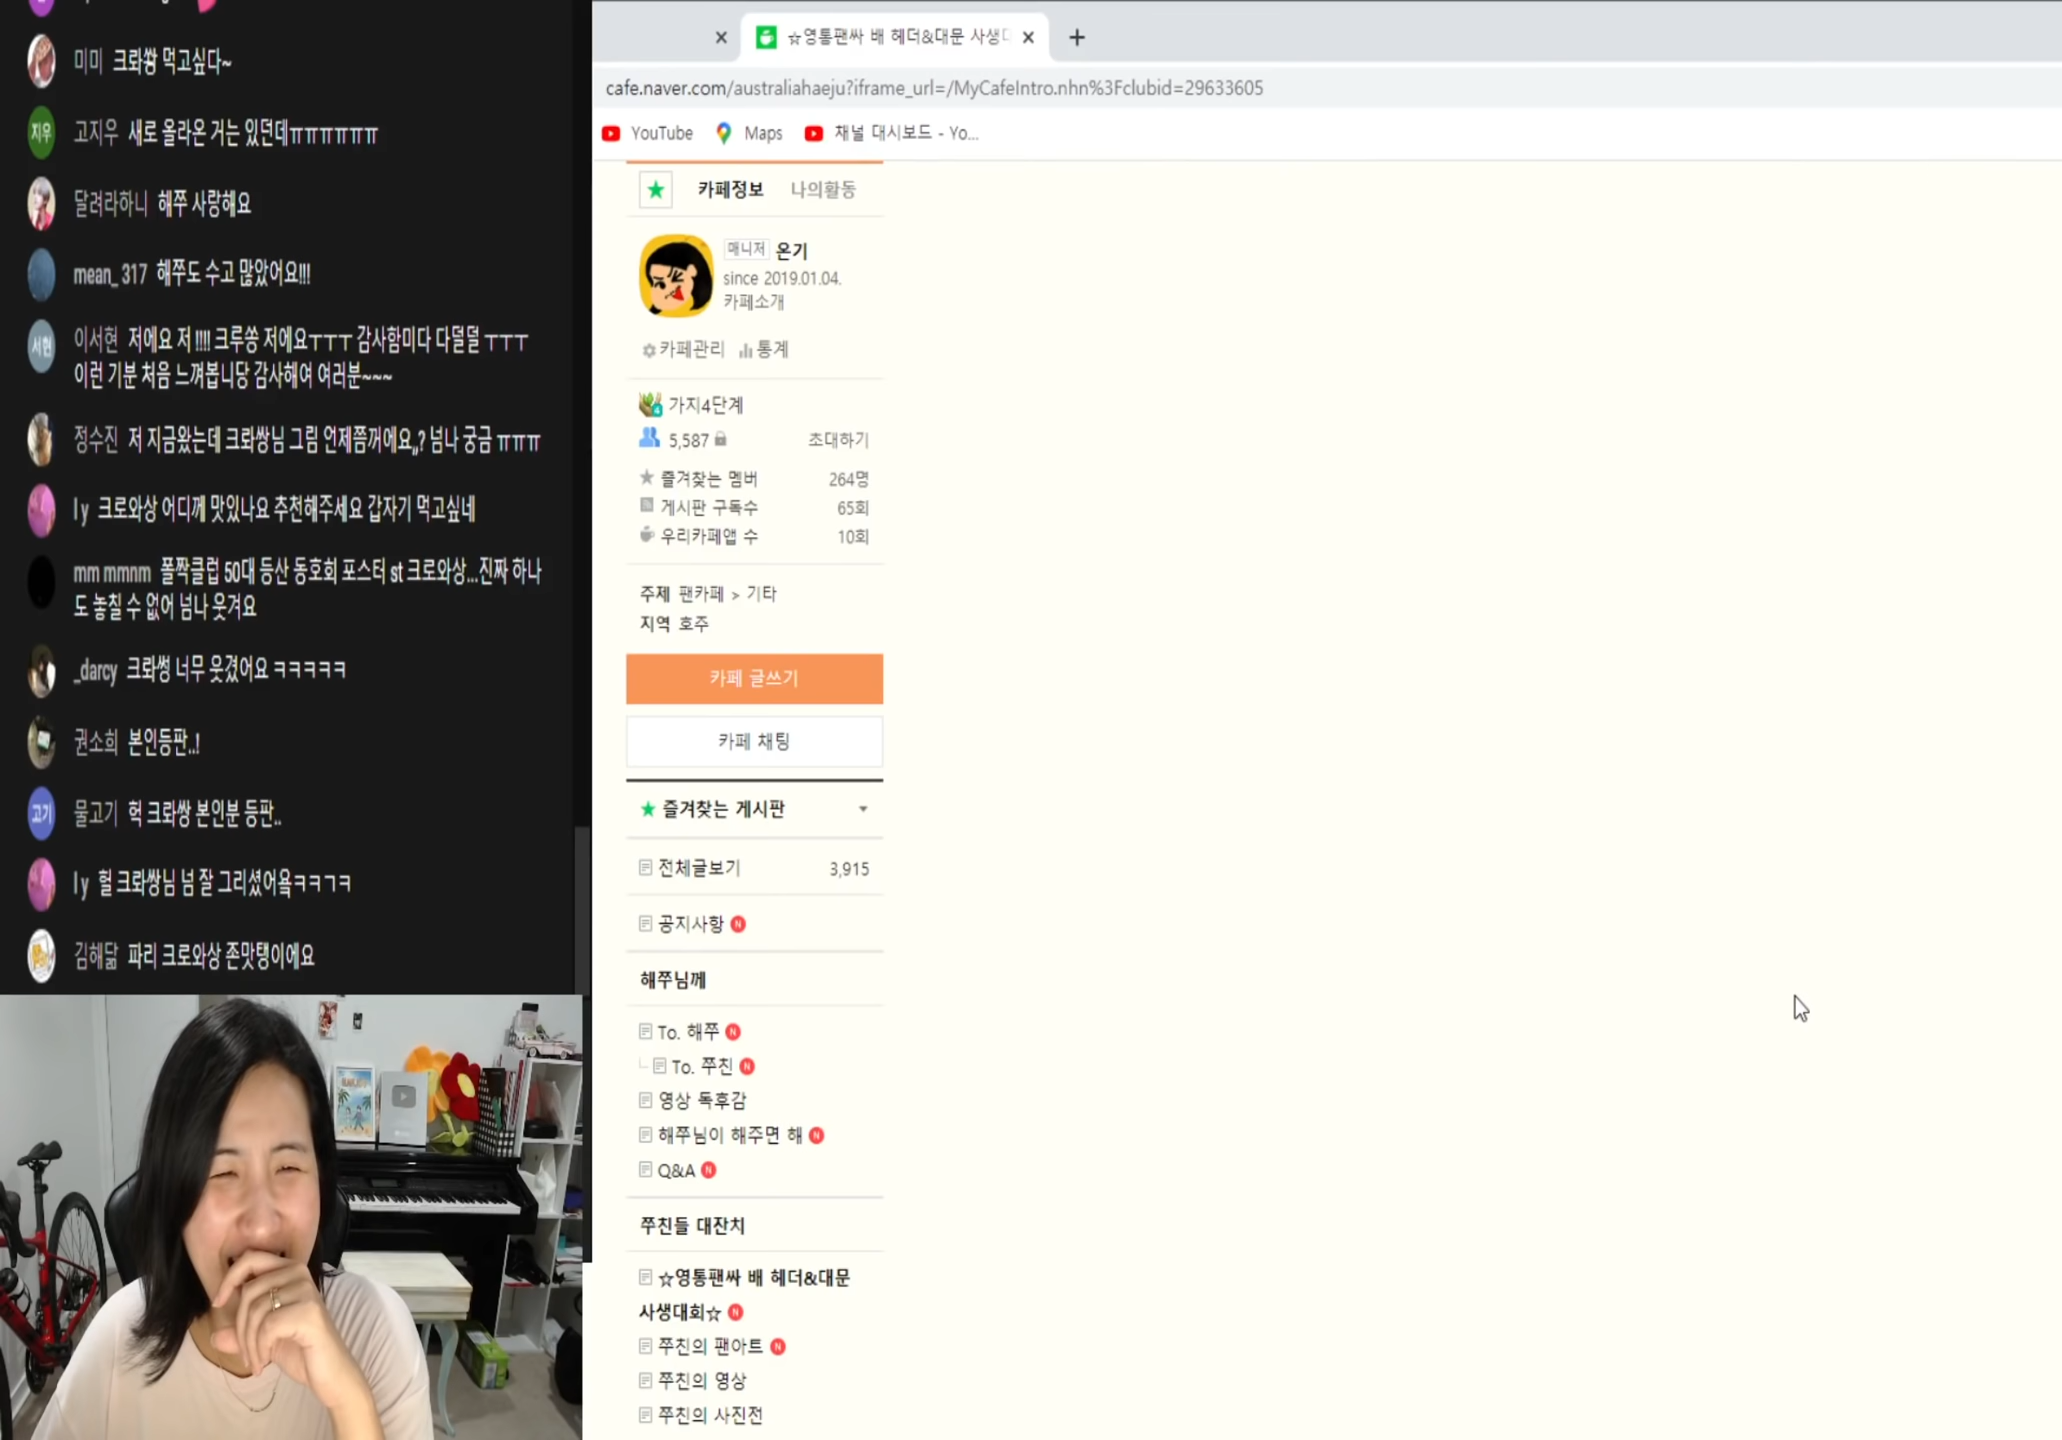 미미 크롸쐉 먹고싶다~
지우 고지우 새로 올라온 거는 있던데ㅠㅠㅠㅠㅠㅠ
달려라하니 해쭈 사랑해요
mean_317 해쭈도 수고 많았어요!!!
서현 이서현 저에요 저 !!!! 크루쏭 저에요ㅜㅜㅜ 감사함미다 다덜덜 ㅜㅜㅜ
이런 기분 처음 느껴봅니당 감사해여 여러분~~~
정수진 저 지금왔는데 크롸쌍님 그림 언제쯤꺼에요,,? 넘나 궁금 ㅠㅠㅠ
l y 크로와상 어디께 맛있나요 추천해주세요 갑자기 먹고싶네
mm mmnm 폴짝클럽 50대 등산 동호회 포스터 st 크로와상...진짜 하나
도 놓칠 수 없어 넘나 웃겨요
_darcy 크롸썽 너무 웃겼어요 ㅋㅋㅋㅋㅋ
권소희 본인등판..!
고기 물고기 헉 크롸쌍 본인분 등판..
l y 헐 크롸쌍님 넘 잘 그리셨어욬ㅋㅋㄱㅋ
김해닮 파리 크로와상 존맛탱이에요
☆영통팬싸 배 헤더&대문 사생대
cafe.naver.com/australiahaeju?iframe_url=/MyCafeIntro.nhn%3Fclubid=29633605
YouTube Maps 채널 대시보드 - Yo...
카페정보 나의활동
매니저 온기
since 2019.01.04.
카페소개
카페관리 통계
가지4단계
5,587 초대하기
즐겨찾는 멤버 264명
게시판 구독수 65회
우리카페앱 수 10회
주제 팬카페 > 기타
지역 호주
카페 글쓰기
카페 채팅
즐겨찾는 게시판
전체글보기 3,915
공지사항 N
해쭈님께
To. 해쭈 N
To. 쭈친 N
영상 독후감
해쭈님이 해주면 해 N
Q&A N
쭈친들 대잔치
☆영통팬싸 배 헤더&대문
사생대회☆ N
쭈친의 팬아트 N
쭈친의 영상
쭈친의 사진전